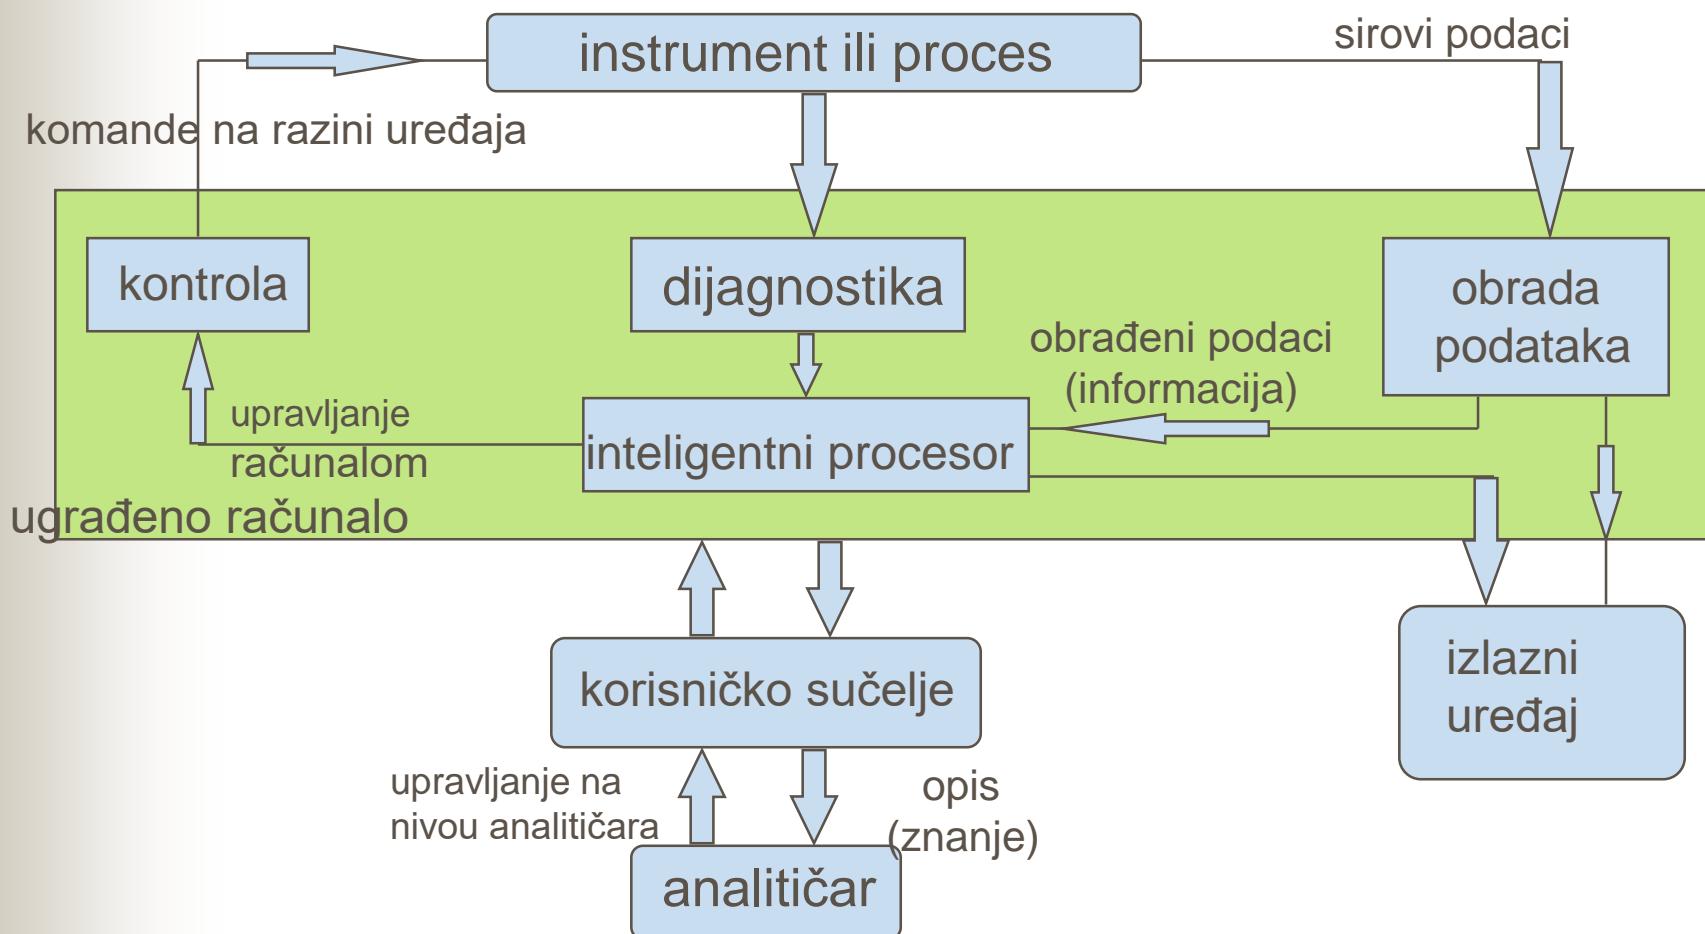 instrument ili proces
sirovi podaci
komande na razini uređaja
kontrola
dijagnostika
obrada
podataka
obrađeni podaci
(informacija)
upravljanje
računalom
inteligentni procesor
ugrađeno računalo
korisničko sučelje
izlazni
uređaj
upravljanje na
nivou analitičara
opis
(znanje)
analitičar